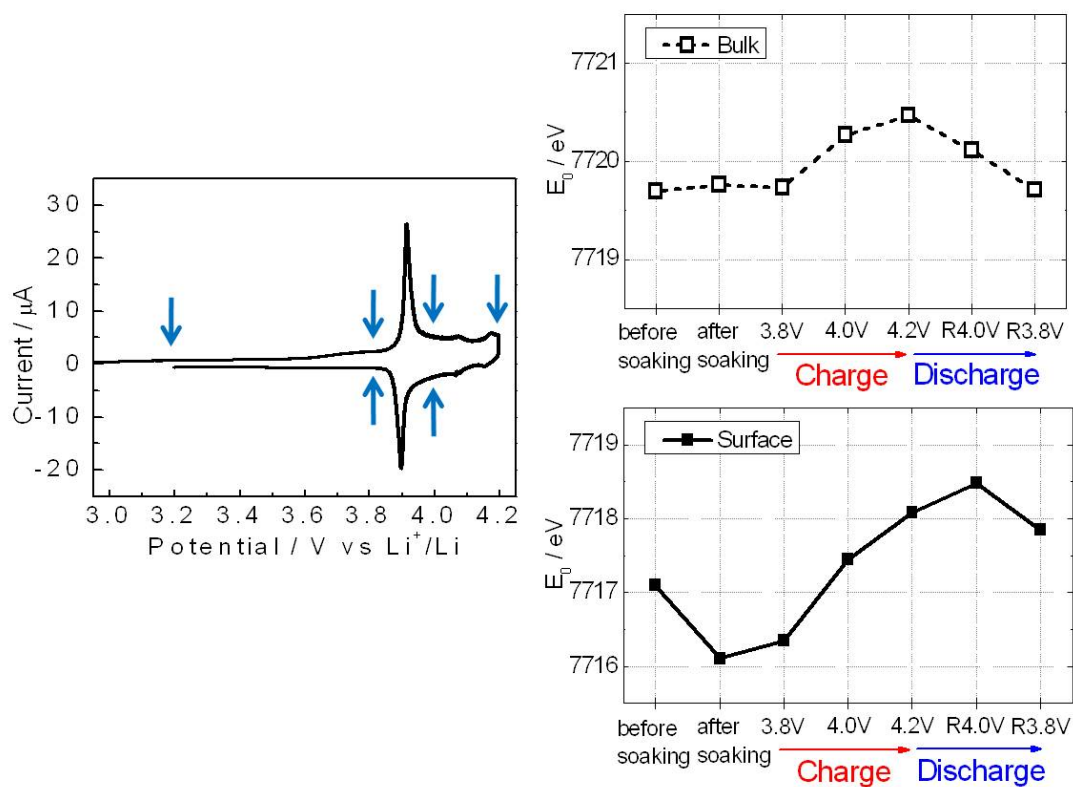 30
20
10
0
-10
-20
Current / μA
3.0 3.2 3.4 3.6 3.8 4.0 4.2
Potential / V vs Li⁺/Li
Bulk
7721
7720
7719
E₀ / eV
before soaking
after soaking
3.8V
4.0V
4.2V
R4.0V
R3.8V
Charge
Discharge
Surface
7719
7718
7717
7716
E₀ / eV
before soaking
after soaking
3.8V
4.0V
4.2V
R4.0V
R3.8V
Charge
Discharge